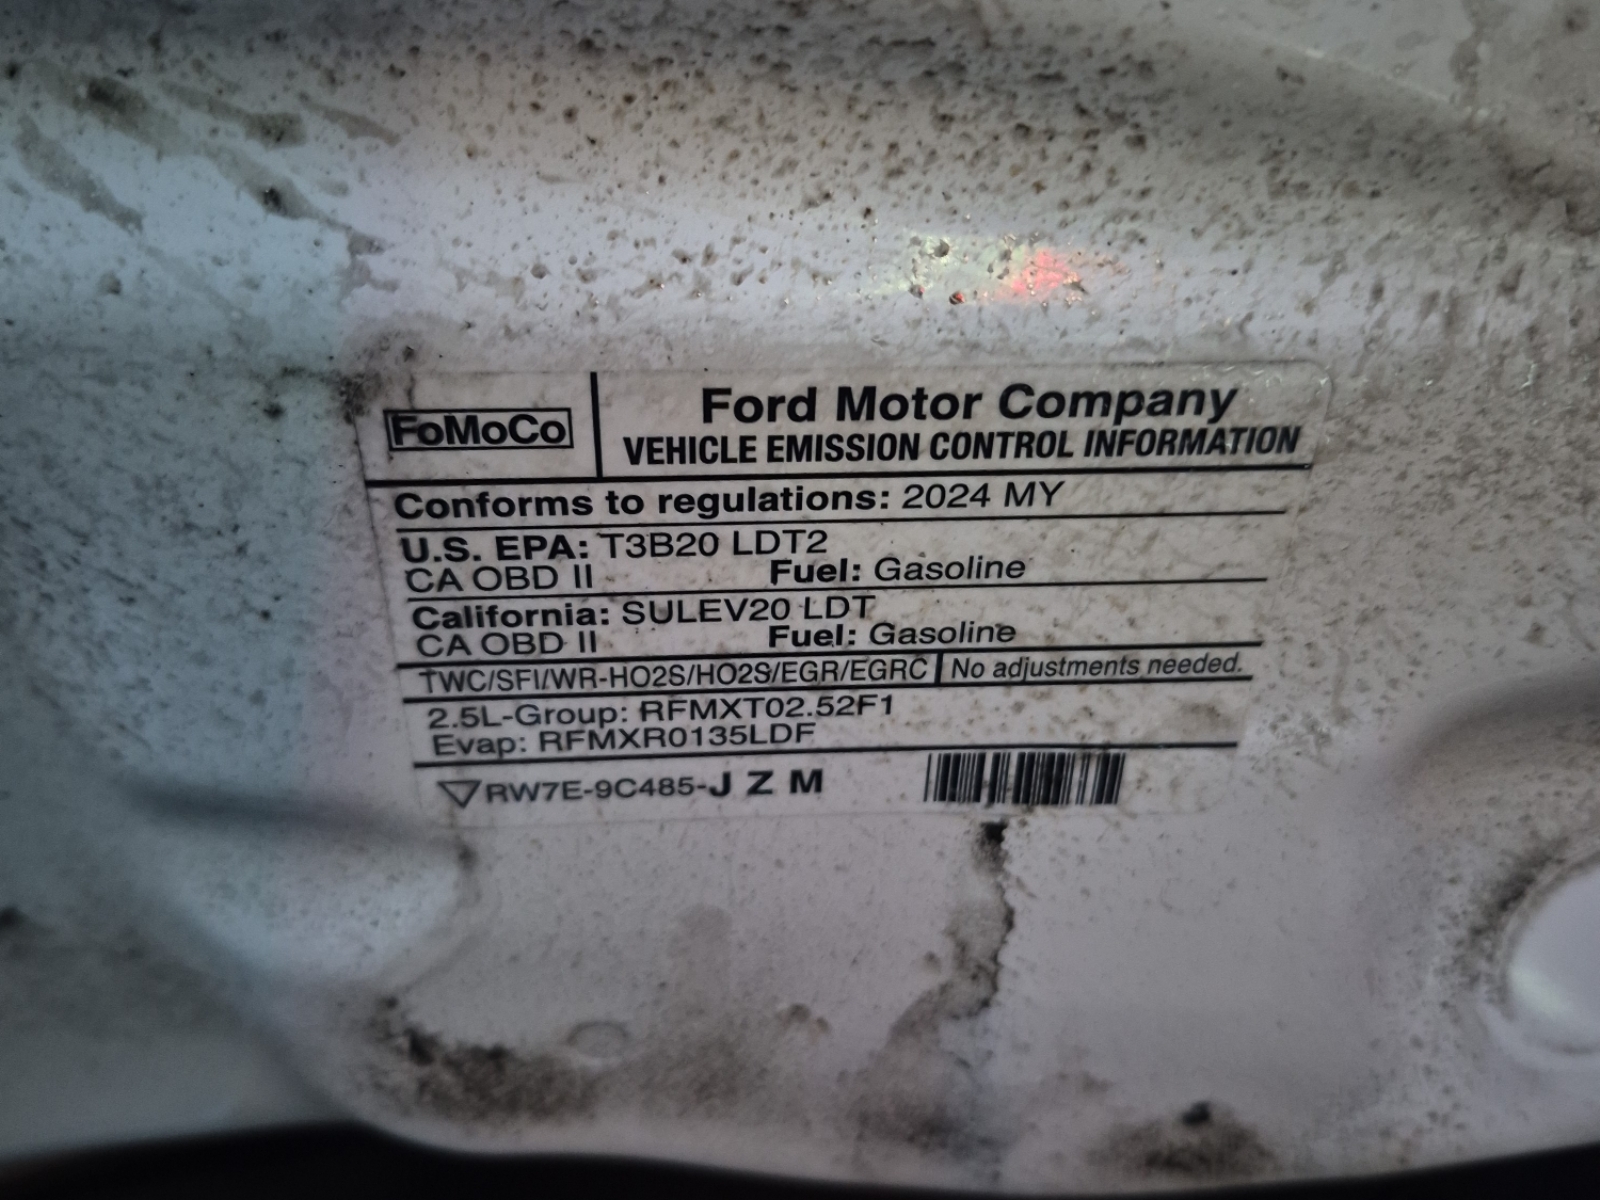 FoMoCo
Ford Motor Company
VEHICLE EMISSION CONTROL INFORMATION
Conforms to regulations: 2024 MY
U.S. EPA: T3B20 LDT2
CA OBD II Fuel: Gasoline
California: SULEV20 LDT
CA OBD II Fuel: Gasoline
TWC/SFI/WR-HO2S/HO2S/EGR/EGRC No adjustments needed.
2.5L-Group: RFMXT02.52F1
Evap: RFMXR0135LDF
RW7E-9C485-J Z M